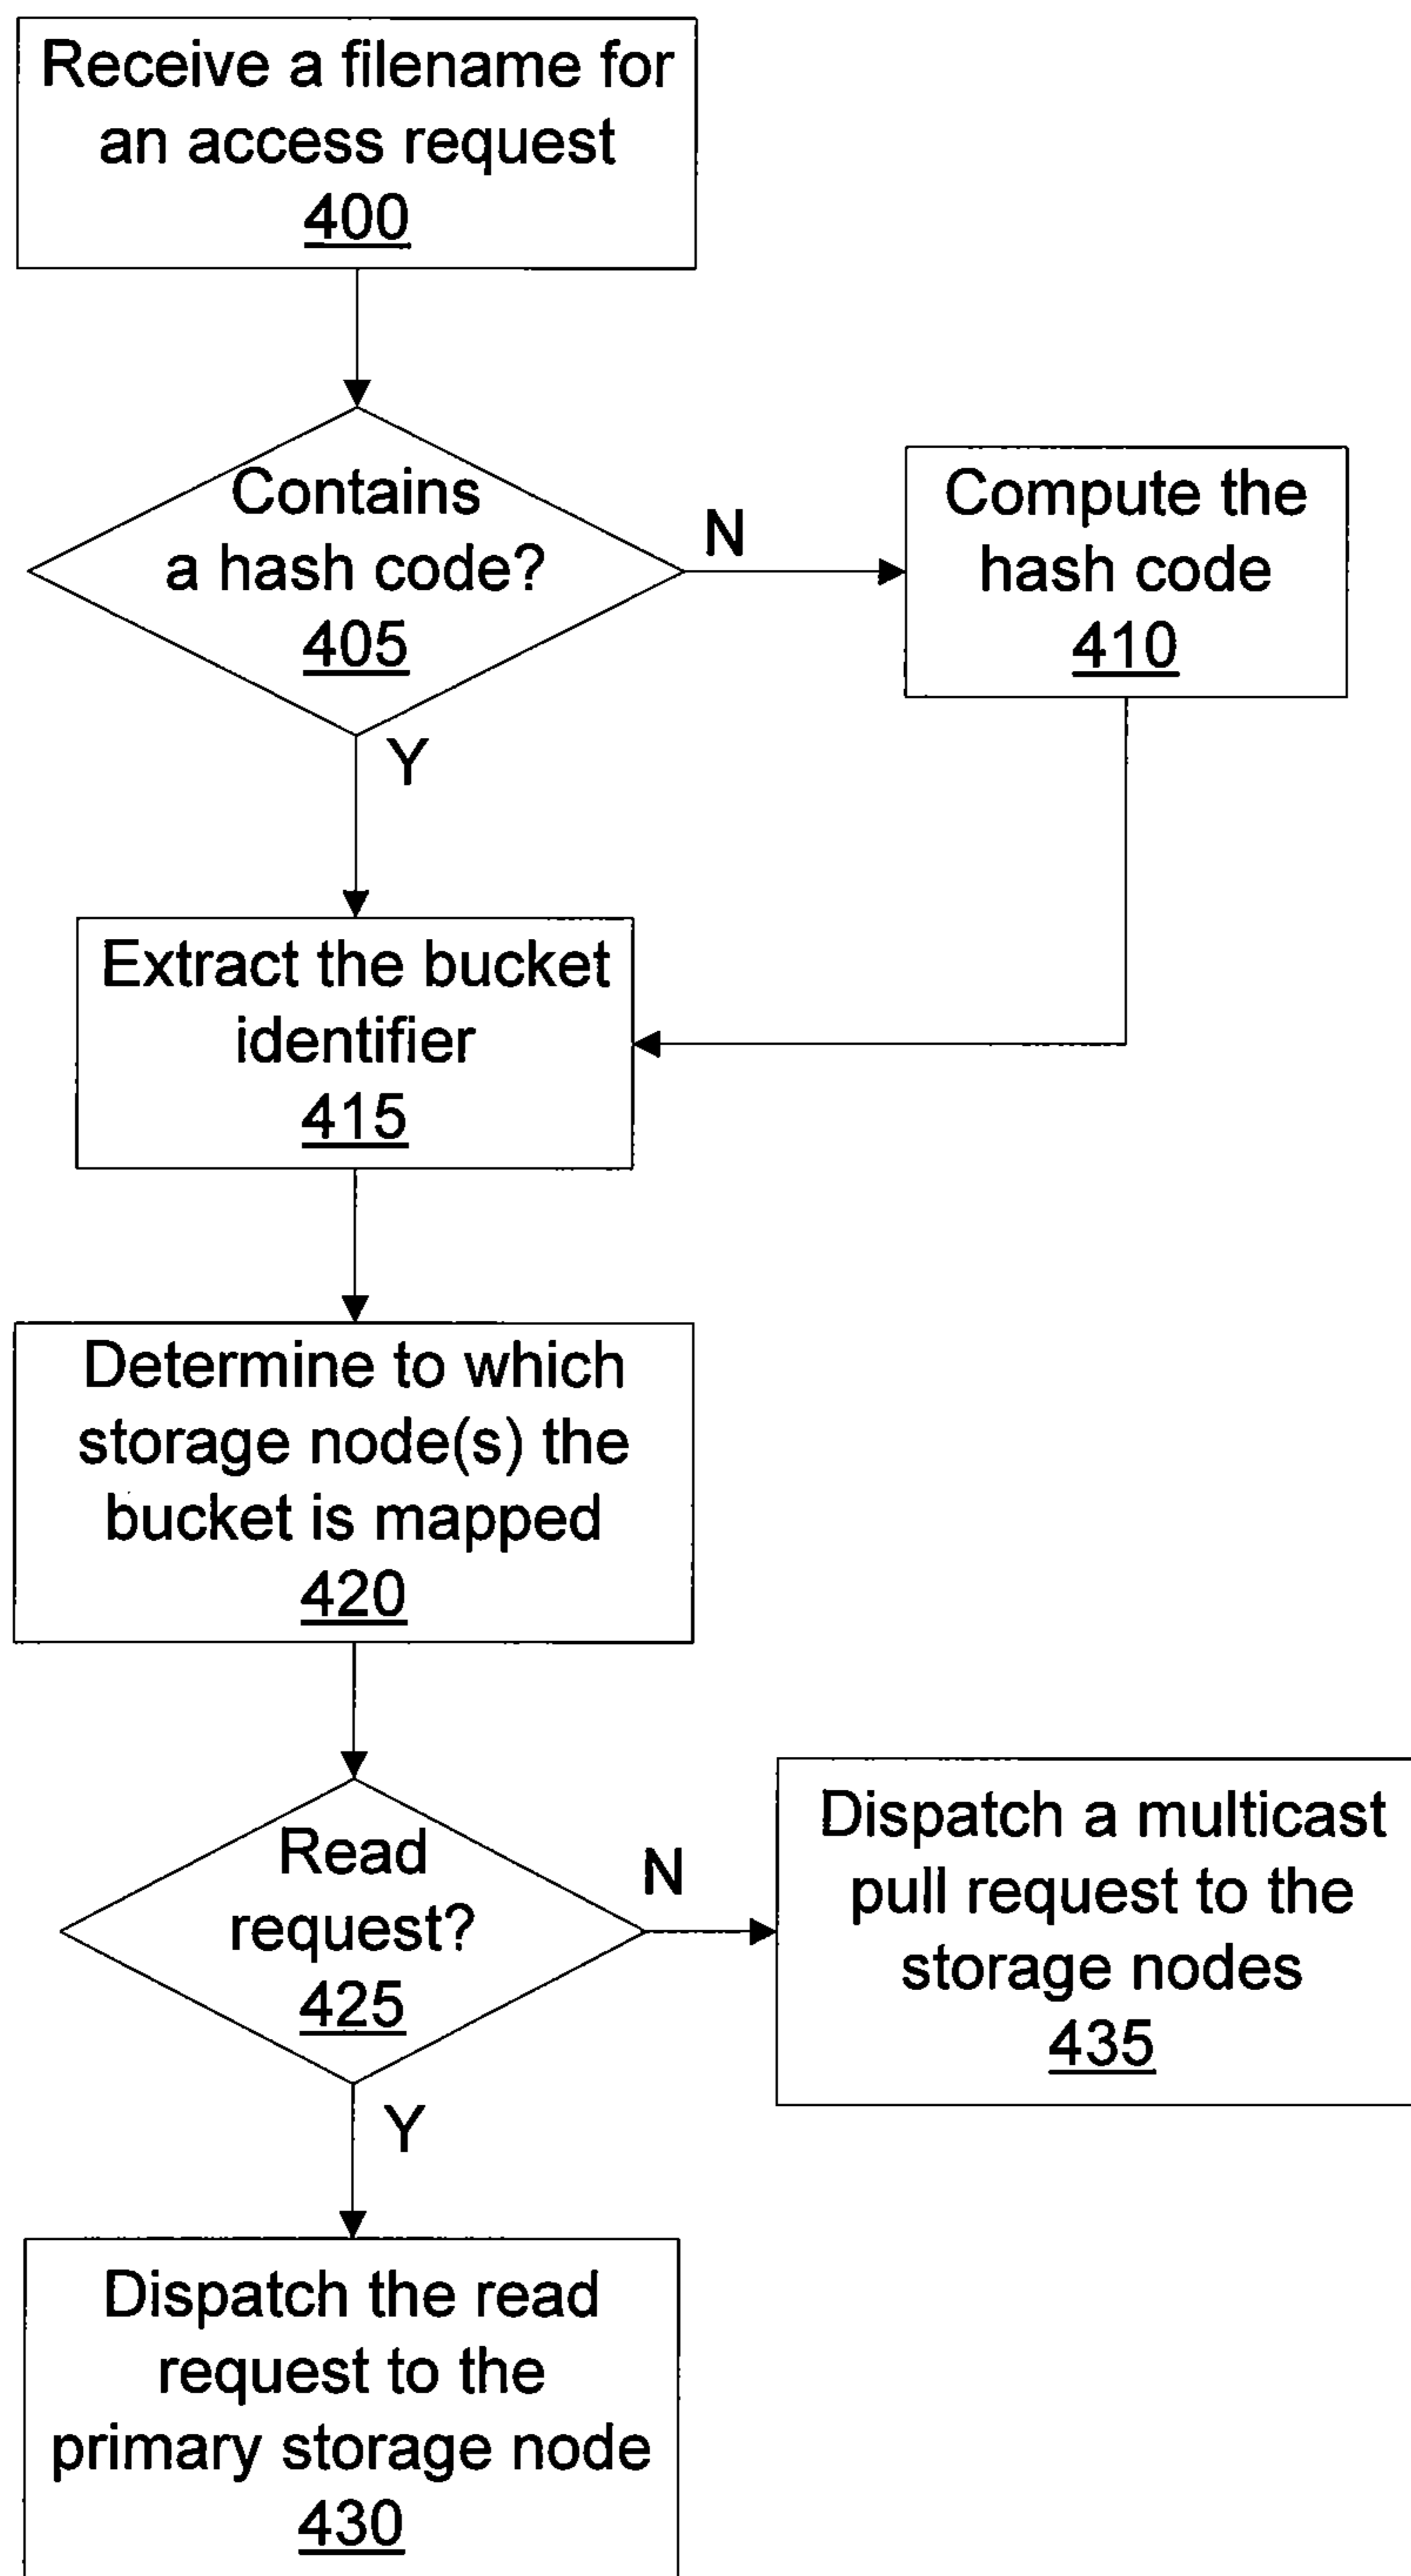 Receive a filename for
an access request
400
Contains
a hash code?
405
N
Compute the
hash code
410
Y
Extract the bucket
identifier
415
Determine to which
storage node(s) the
bucket is mapped
420
Read
request?
425
N
Dispatch a multicast
pull request to the
storage nodes
435
Y
Dispatch the read
request to the
primary storage node
430